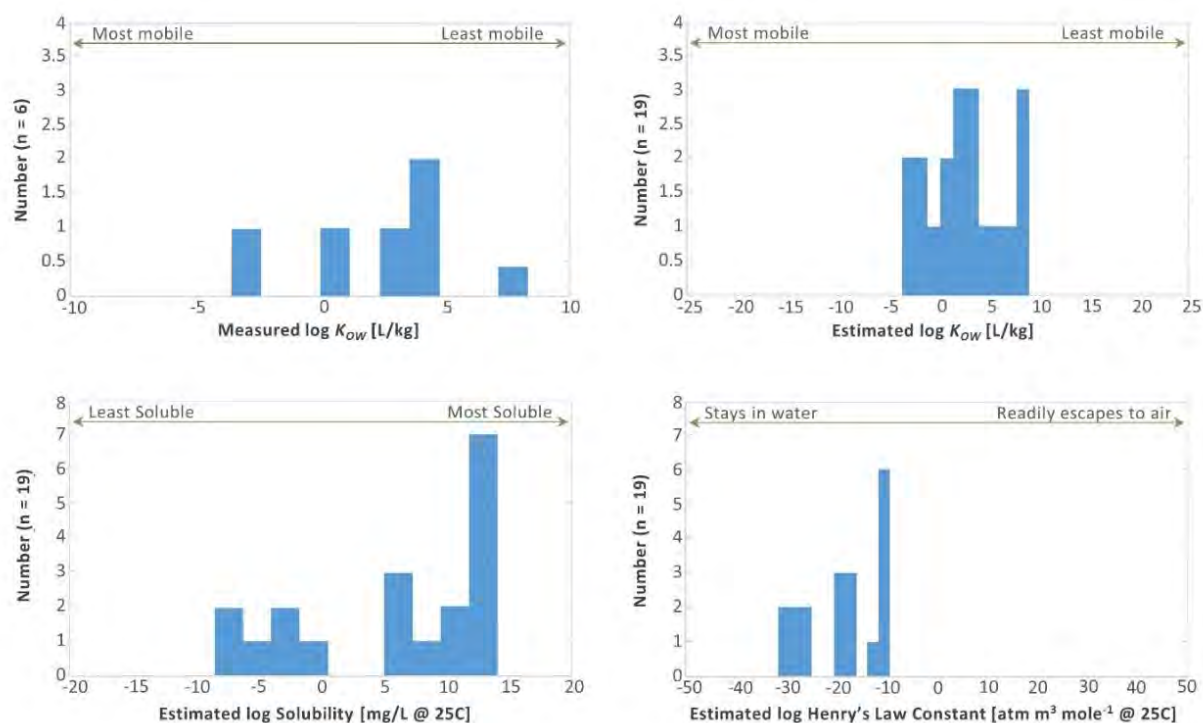 Most mobile Least mobile
4
3.5
3
2.5
2
1.5
1
0.5
0
Number (n = 6)
-10 -5 0 5 10
Measured log K_OW [L/kg]
Most mobile Least mobile
4
3.5
3
2.5
2
1.5
1
0.5
0
Number (n = 19)
-25 -20 -15 -10 -5 0 5 10 15 20 25
Estimated log K_OW [L/kg]
Least Soluble Most Soluble
8
7
6
5
4
3
2
1
0
Number (n = 19)
-20 -15 -10 -5 0 5 10 15 20
Estimated log Solubility [mg/L @ 25C]
Stays in water Readily escapes to air
8
7
6
5
4
3
2
1
0
Number (n = 19)
-50 -40 -30 -20 -10 0 10 20 30 40 50
Estimated log Henry's Law Constant [atm m³ mole⁻¹ @ 25C]